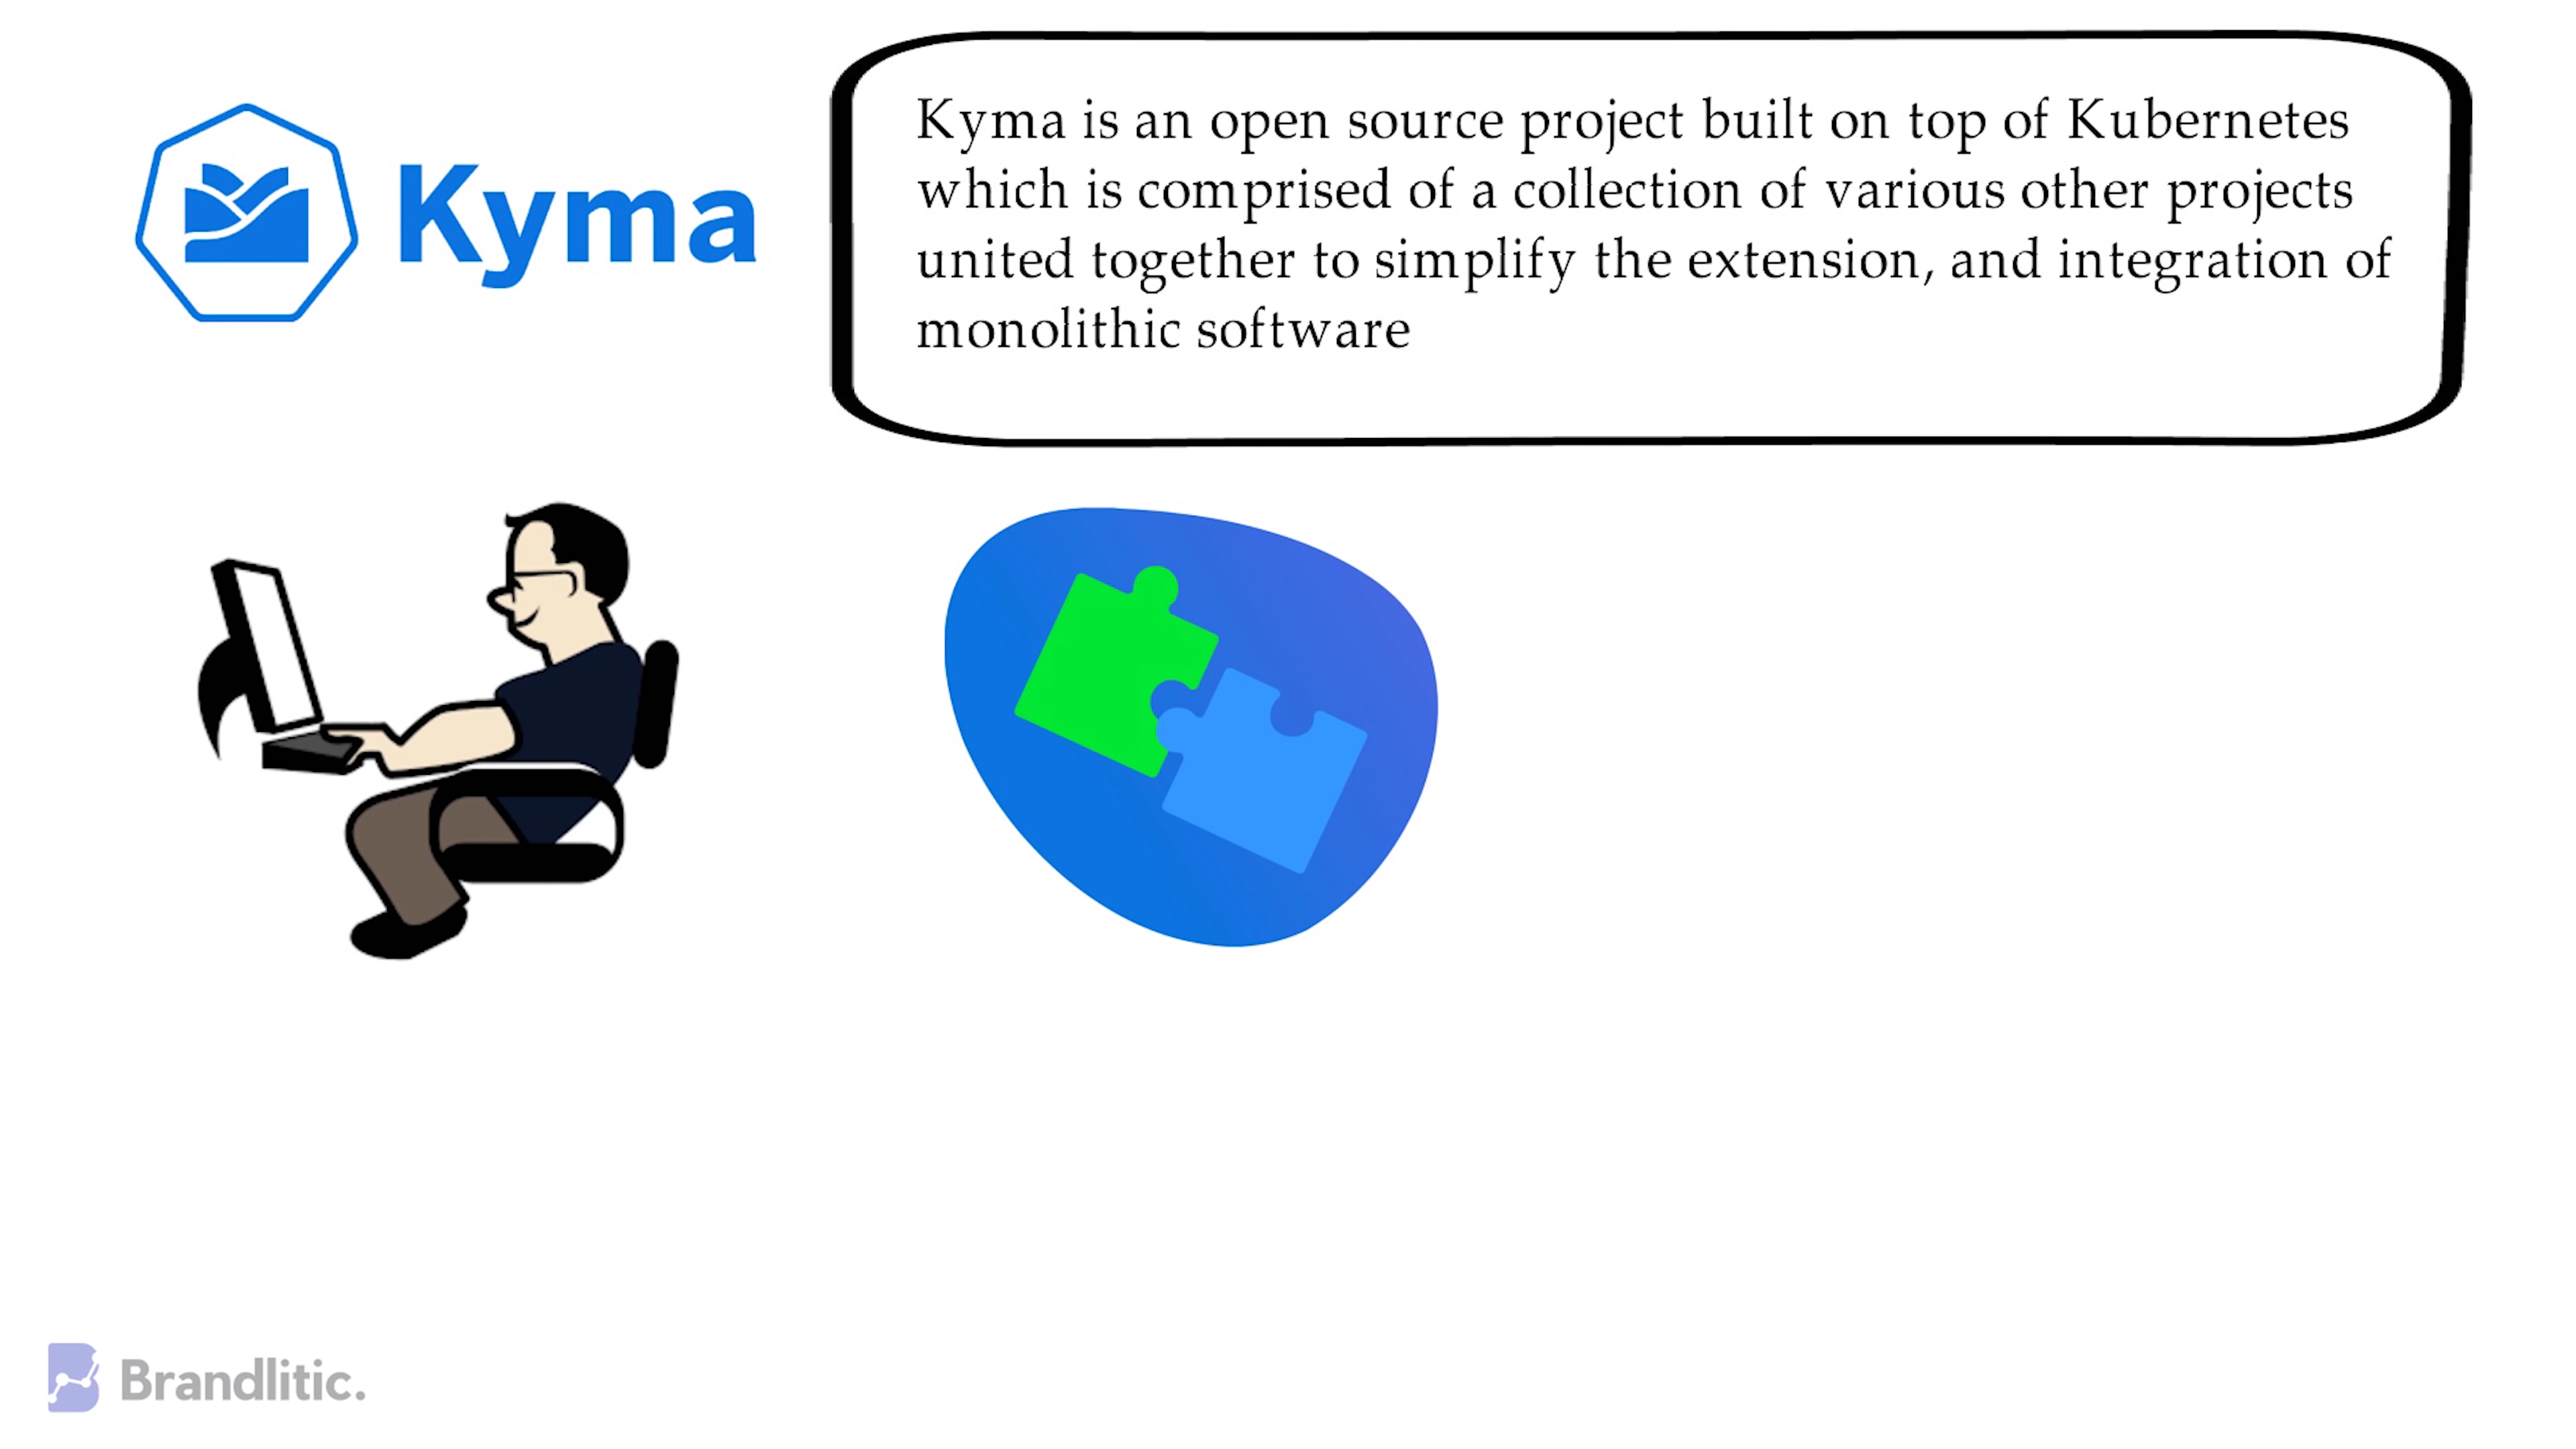 Kyma
Kyma is an open source project built on top of Kubernetes
which is comprised of a collection of various other projects
united together to simplify the extension, and integration of
monolithic software
Brandlitic.